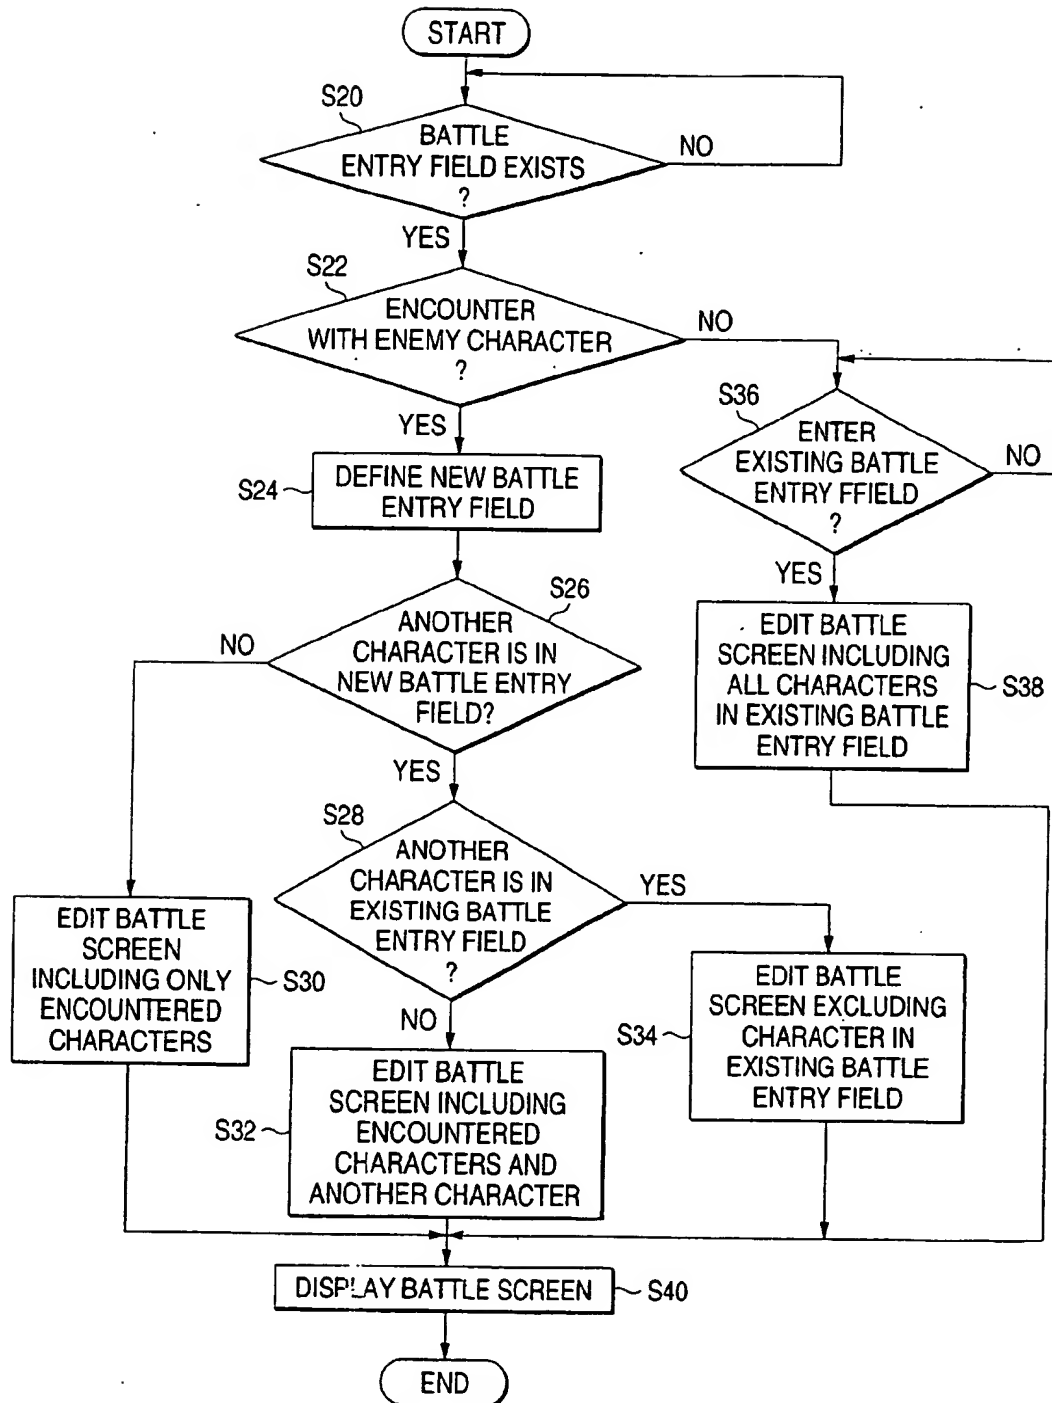 START
S20
BATTLE
ENTRY FIELD EXISTS
?
NO
YES
S22
ENCOUNTER
WITH ENEMY CHARACTER
?
NO
YES
S24
DEFINE NEW BATTLE
ENTRY FIELD
S36
ENTER
EXISTING BATTLE
ENTRY FFIELD
?
NO
YES
S26
ANOTHER
CHARACTER IS IN
NEW BATTLE ENTRY
FIELD?
NO
YES
EDIT BATTLE
SCREEN INCLUDING
ALL CHARACTERS
IN EXISTING BATTLE
ENTRY FIELD
S38
S28
ANOTHER
CHARACTER IS IN
EXISTING BATTLE
ENTRY FIELD
?
YES
NO
EDIT BATTLE
SCREEN
INCLUDING ONLY
ENCOUNTERED
CHARACTERS
S30
S34
EDIT BATTLE
SCREEN EXCLUDING
CHARACTER IN
EXISTING BATTLE
ENTRY FIELD
S32
EDIT BATTLE
SCREEN INCLUDING
ENCOUNTERED
CHARACTERS AND
ANOTHER CHARACTER
DISPLAY BATTLE SCREEN
S40
END